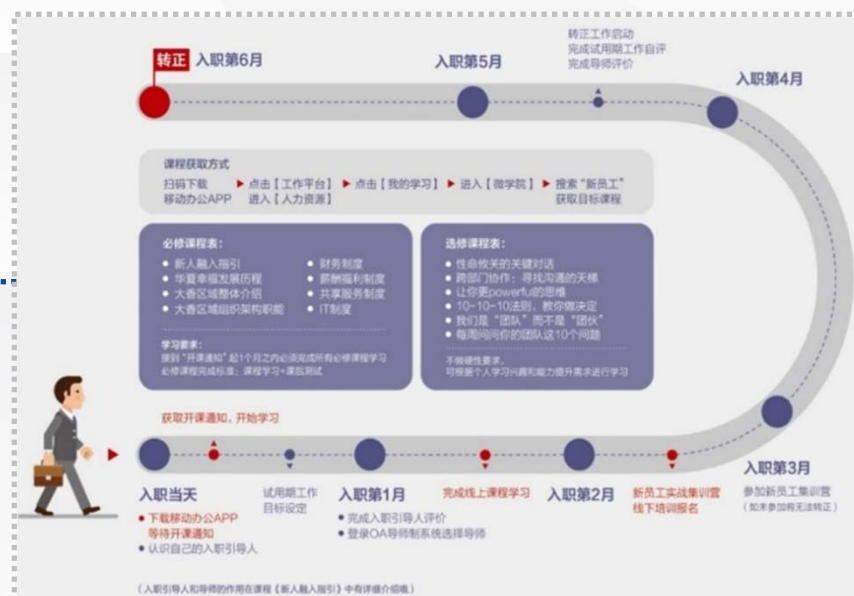 转正工作启动
完成试用期工作自评
完成导师评价
转正 入职第6月
入职第5月
入职第4月
课程获取方式
扫码下载 ▶ 点击【工作平台】 ▶ 点击【我的学习】 ▶ 进入【微学院】 ▶ 搜索“新员工”
移动办公APP 进入【人力资源】 获取目标课程
必修课程表：
● 新人融入指引 ● 财务制度
● 华夏幸福发展历程 ● 薪酬福利制度
● 大香区域整体介绍 ● 共享服务制度
● 大香区域组织架构职能 ● IT制度
学习要求：
接到“开课通知”起1个月之内必须完成所有必修课程学习
必修课程完成标准：课程学习+课后测试
选修课程表：
● 性命攸关的关键对话
● 跨部门协作：寻找沟通的天梯
● 让你更powerful的思维
● 10-10-10法则，教你做决定
● 我们是“团队”而不是“团伙”
● 每周问问你的团队这10个问题
不做硬性要求，
可根据个人学习兴趣和能力提升需求进行学习
获取开课通知，开始学习
入职当天
● 下载移动办公APP
等待开课通知
● 认识自己的入职引导人
试用期工作
目标设定
入职第1月
● 完成入职引导人评价
● 登录OA导师制系统选择导师
完成线上课程学习
入职第2月
新员工实战集训营
线下培训报名
入职第3月
参加新员工集训营
（如未参加将无法转正）
（入职引导人和导师的作用在课程《新人融入指引》中有详细介绍哦）